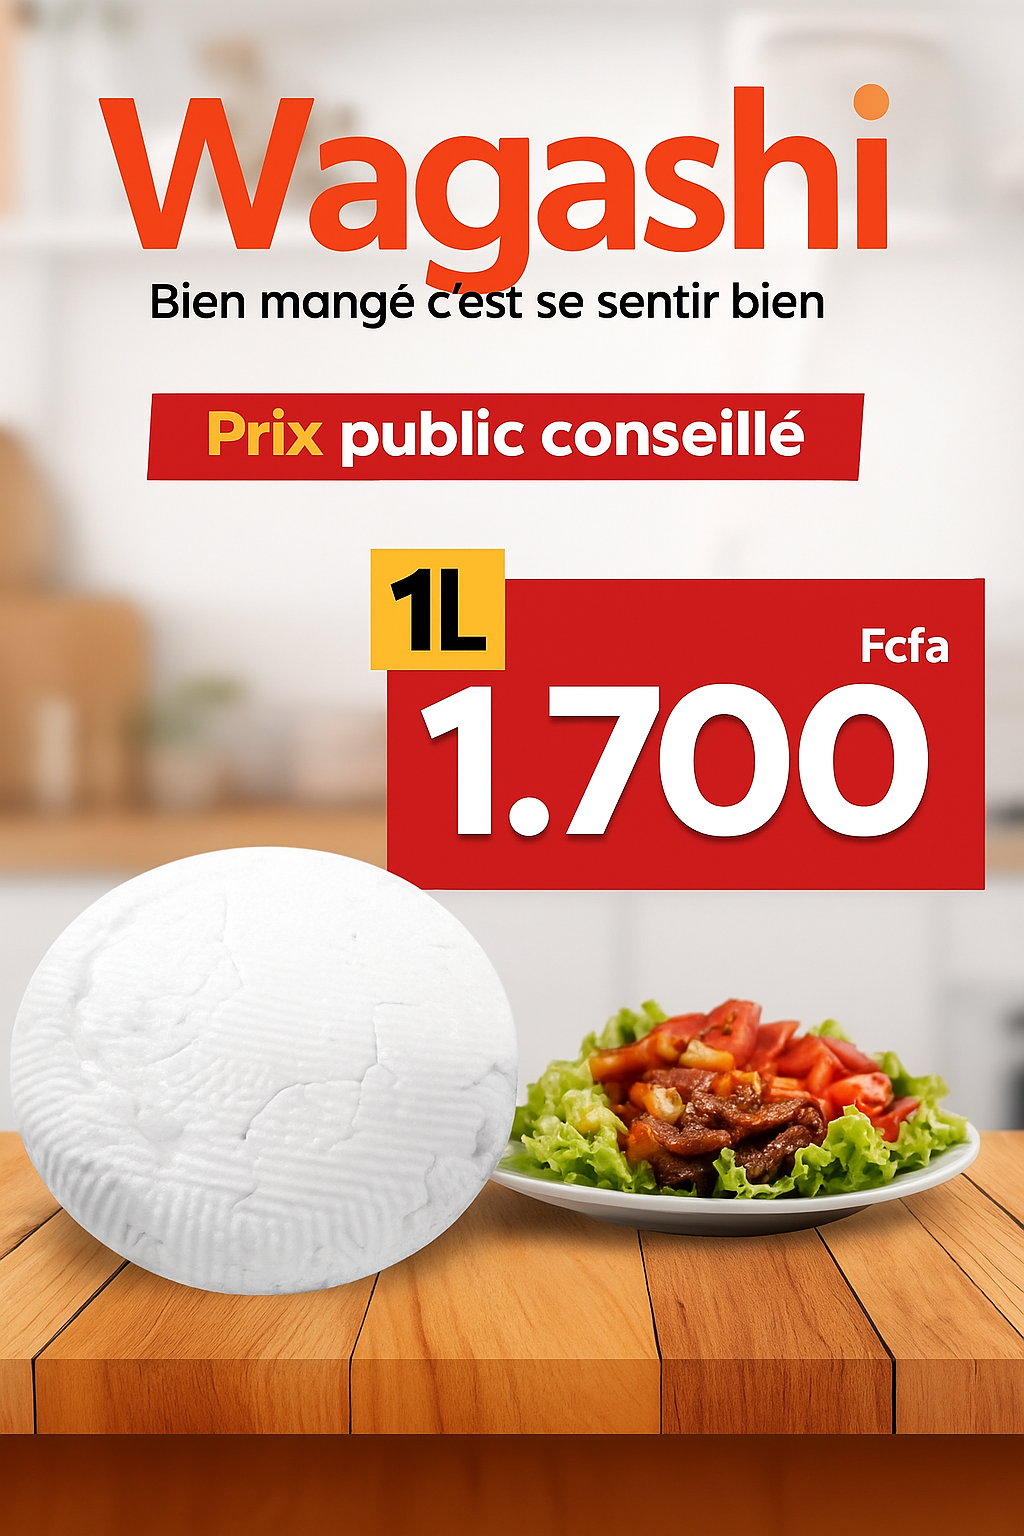 Wagashi
Bien mangé c'est se sentir bien
Prix public conseillé
1L
Fcfa
1.700